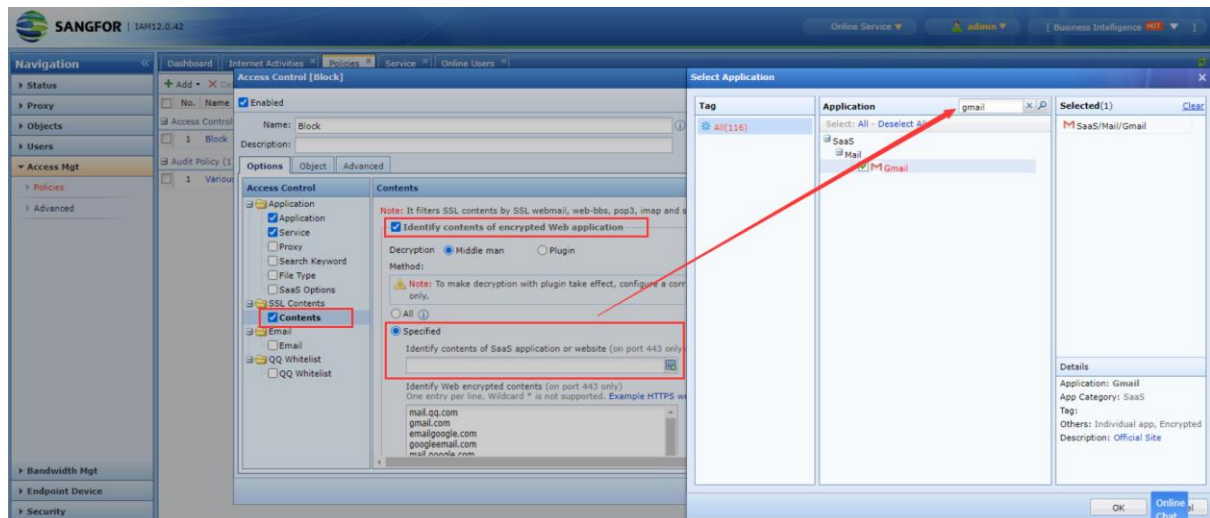 SANGFOR | IAM12.0.42
Online Service
admin
[ Business Intelligence HOT ]
Navigation
Status
Proxy
Objects
Users
Access Mgt
Policies
Advanced
Bandwidth Mgt
Endpoint Device
Security
Dashboard
Internet Activities
Policies
Service
Online Users
Add
No. Name
Access Control
1 Block
Audit Policy (1
1 Variou
Access Control [Block]
Enabled
Name: Block
Description:
Options
Object
Advanced
Access Control
Application
Application
Service
Proxy
Search Keyword
File Type
SaaS Options
SSL Contents
Contents
Email
Email
QQ Whitelist
QQ Whitelist
Contents
Note: It filters SSL contents by SSL webmail, web-bbs, pop3, imap and s
Identify contents of encrypted Web application
Decryption Middle man Plugin
Method:
Note: To make decryption with plugin take effect, configure a corr
only.
All
Specified
Identify contents of SaaS application or website (on port 443 only)
Identify Web encrypted contents (on port 443 only)
One entry per line. Wildcard * is not supported. Example HTTPS we
mail.qq.com
gmail.com
emailgoogle.com
googleemail.com
mail.google.com
Select Application
Tag
All(116)
Application
gmail
Select: All - Deselect All
SaaS
Mail
Gmail
Selected(1)
Clear
SaaS/Mail/Gmail
Details
Application: Gmail
App Category: SaaS
Tag:
Others: Individual app, Encrypted
Description: Official Site
OK
Online
Chat